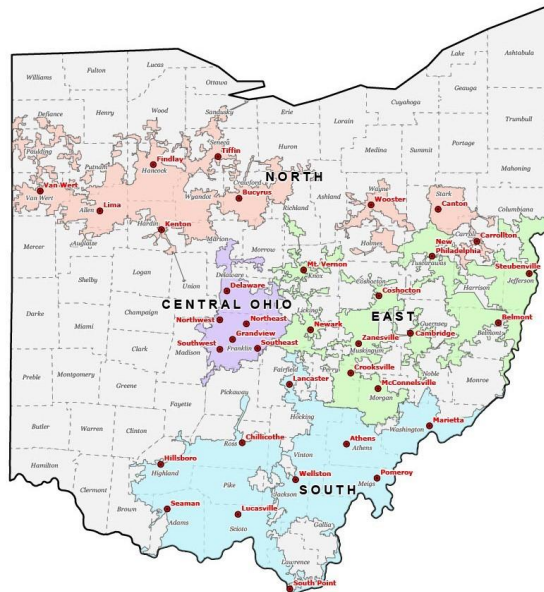 Lake
Ashtabula
Williams
Fulton
Lucas
Ottawa
Geauga
Cuyahoga
Trumbull
Defiance
Henry
Wood
Sandusky
Erie
Lorain
Portage
Summit
Medina
Mahoning
Paulding
Putnam
Findlay
Hancock
Tiffin
Seneca
Huron
NORTH
Ashland
Richland
Crawford
Wyandot
Bucyrus
Van Wert
Van Wert
Lima
Allen
Wayne
Wooster
Stark
Canton
Columbiana
Kenton
Hardin
Auglaize
Marion
Morrow
Holmes
Carroll
Carrollton
New
Philadelphia
Tuscarawas
Mercer
Logan
Union
Shelby
Delaware
Delaware
Mt. Vernon
Knox
Coshocton
Coshocton
Steubenville
Jefferson
Harrison
CENTRAL OHIO
Darke
Miami
Champaign
Clark
Northwest
Northeast
Grandview
Southwest
Southeast
Franklin
Madison
Licking
Newark
EAST
Guernsey
Cambridge
Belmont
Belmont
Zanesville
Muskingum
Preble
Montgomery
Greene
Fairfield
Perry
Crooksville
McConnelsville
Morgan
Noble
Monroe
Fayette
Pickaway
Lancaster
Hocking
Butler
Warren
Clinton
Ross
Chillicothe
Vinton
Athens
Athens
Washington
Marietta
Hamilton
Clermont
Hillsboro
Highland
Pike
Wellston
Jackson
SOUTH
Meigs
Pomeroy
Brown
Seaman
Adams
Lucasville
Scioto
Gallia
Lawrence
South Point